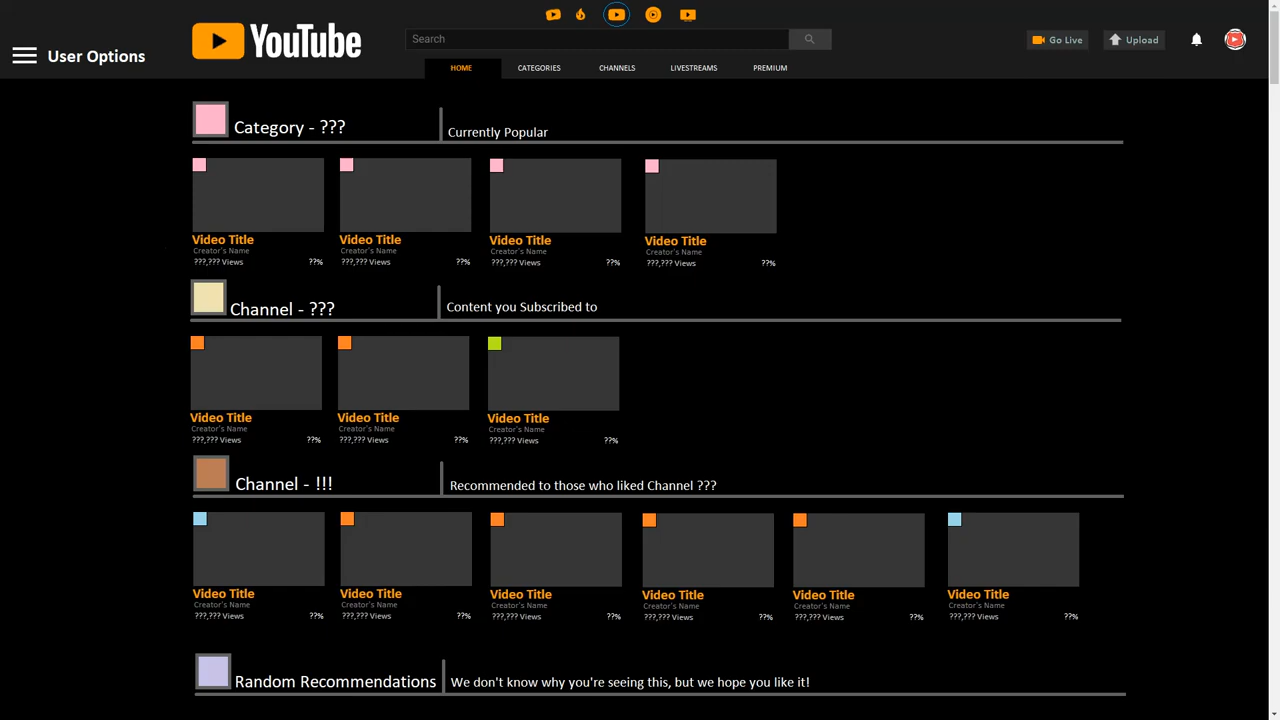 User Options
YouTube
Search
Go Live
Upload
HOME
CATEGORIES
CHANNELS
LIVESTREAMS
PREMIUM
Category - ???
Currently Popular
Video Title
Creator's Name
???,??? Views
??%
Video Title
Creator's Name
???,??? Views
??%
Video Title
Creator's Name
???,??? Views
??%
Video Title
Creator's Name
???,??? Views
??%
Channel - ???
Content you Subscribed to
Video Title
Creator's Name
???,??? Views
??%
Video Title
Creator's Name
???,??? Views
??%
Video Title
Creator's Name
???,??? Views
??%
Channel - !!!
Recommended to those who liked Channel ???
Video Title
Creator's Name
???,??? Views
??%
Video Title
Creator's Name
???,??? Views
??%
Video Title
Creator's Name
???,??? Views
??%
Video Title
Creator's Name
???,??? Views
??%
Video Title
Creator's Name
???,??? Views
??%
Video Title
Creator's Name
???,??? Views
??%
Random Recommendations
We don't know why you're seeing this, but we hope you like it!